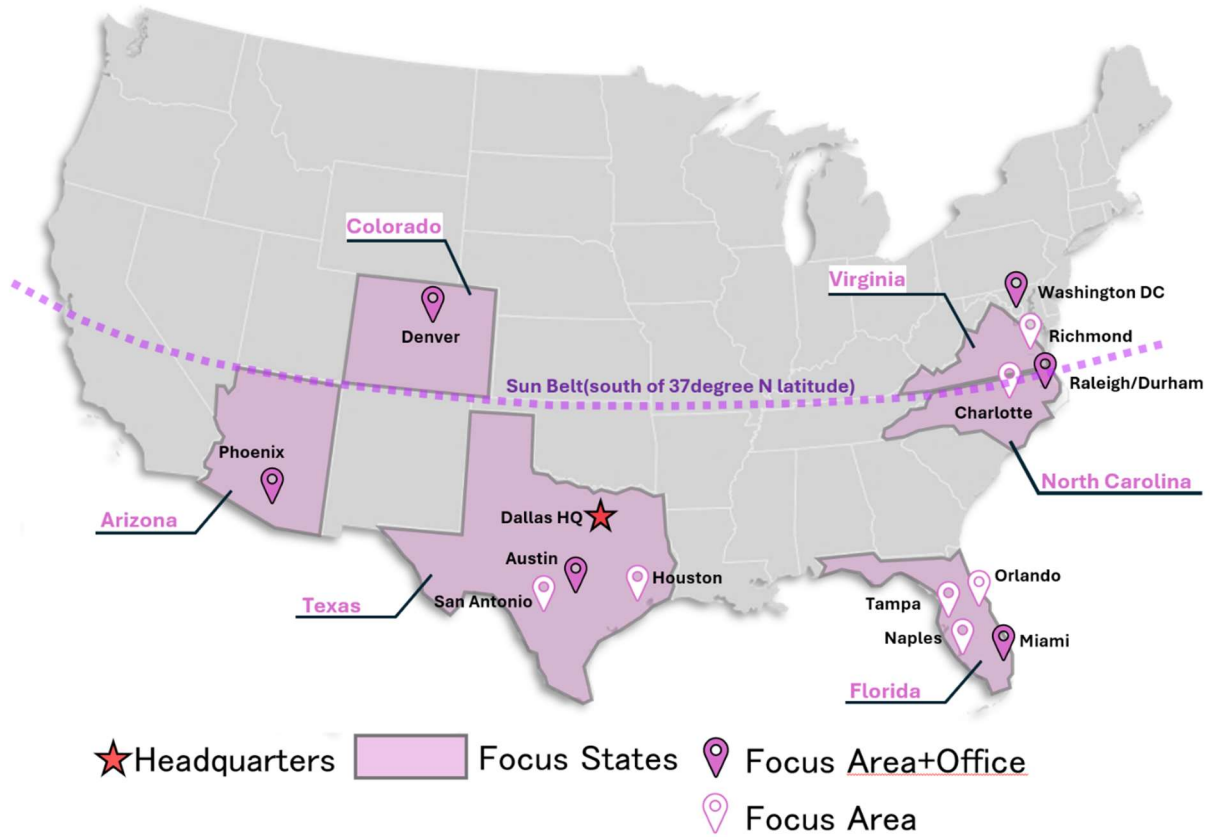 Colorado
Virginia
Washington DC
Denver
Richmond
Sun Belt(south of 37degree N latitude)
Raleigh/Durham
Charlotte
Phoenix
North Carolina
Arizona
Dallas HQ
Austin
Houston
San Antonio
Texas
Orlando
Tampa
Naples
Miami
Florida
Headquarters
Focus States
Focus Area+Office
Focus Area